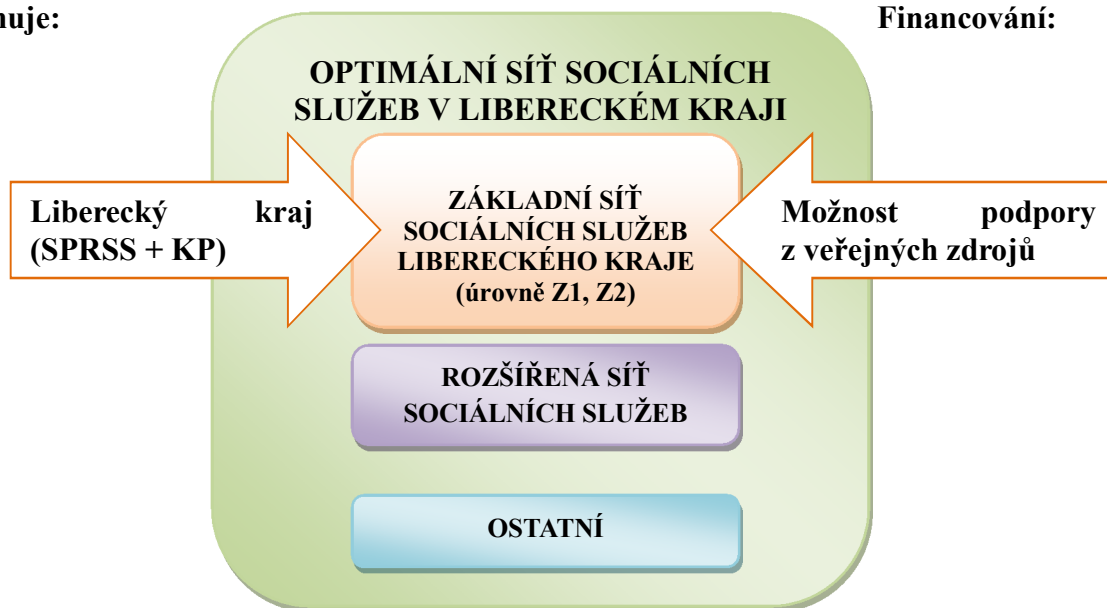 nuje:
Financování:
OPTIMÁLNÍ SÍŤ SOCIÁLNÍCH
SLUŽEB V LIBERECKÉM KRAJI
Liberecký kraj
(SPRSS + KP)
ZÁKLADNÍ SÍŤ
SOCIÁLNÍCH SLUŽEB
LIBERECKÉHO KRAJE
(úrovně Z1, Z2)
Možnost podpory
z veřejných zdrojů
ROZŠÍŘENÁ SÍŤ
SOCIÁLNÍCH SLUŽEB
OSTATNÍ